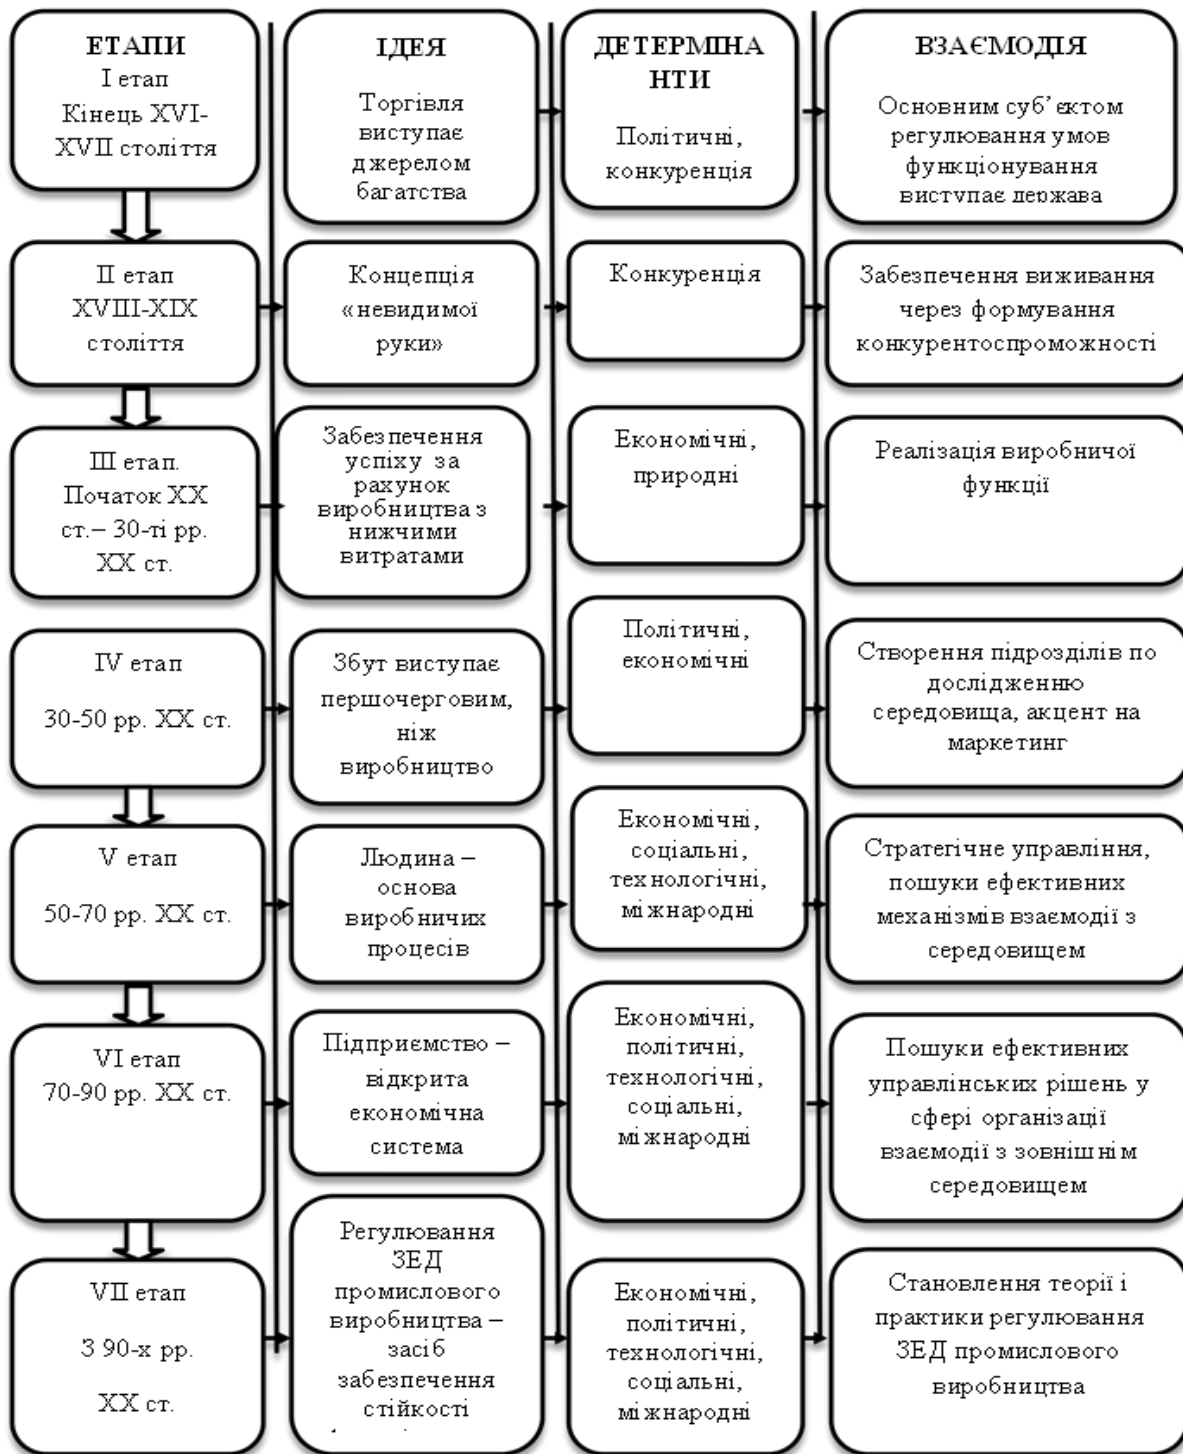 ЕТАПИ
І етап
Кінець XVI-
XVII століття
ІДЕЯ
Торгівля
виступає
джерелом
багатства
ДЕТЕРМІНА
НТИ
Політичні,
конкуренція
ВЗАЄМОДІЯ
Основним суб’єктом
регулювання умов
функціонування
виступає держава
ІІ етап
XVIII-XIX
століття
Концепція
«невидимої
руки»
Конкуренція
Забезпечення виживання
через формування
конкурентоспроможності
ІІІ етап.
Початок XX
ст.– 30-ті рр.
XX ст.
Забезпечення
успіху за
рахунок
виробництва з
нижчими
витратами
Економічні,
природні
Реалізація виробничої
функції
IV етап
30-50 рр. XX ст.
Збут виступає
першочерговим,
ніж
виробництво
Політичні,
економічні
Створення підрозділів по
дослідженню
середовища, акцент на
маркетинг
V етап
50-70 рр. XX ст.
Людина –
основа
виробничих
процесів
Економічні,
соціальні,
технологічні,
міжнародні
Стратегічне управління,
пошуки ефективних
механізмів взаємодії з
середовищем
VI етап
70-90 рр. XX ст.
Підприємство –
відкрита
економічна
система
Економічні,
політичні,
технологічні,
соціальні,
міжнародні
Пошуки ефективних
управлінських рішень у
сфері організації
взаємодії з зовнішнім
середовищем
VII етап
З 90-х рр.
XX ст.
Регулювання
ЗЕД
промислового
виробництва –
засіб
забезпечення
стійкості
Економічні,
політичні,
технологічні,
соціальні,
міжнародні
Становлення теорії і
практики регулювання
ЗЕД промислового
виробництва